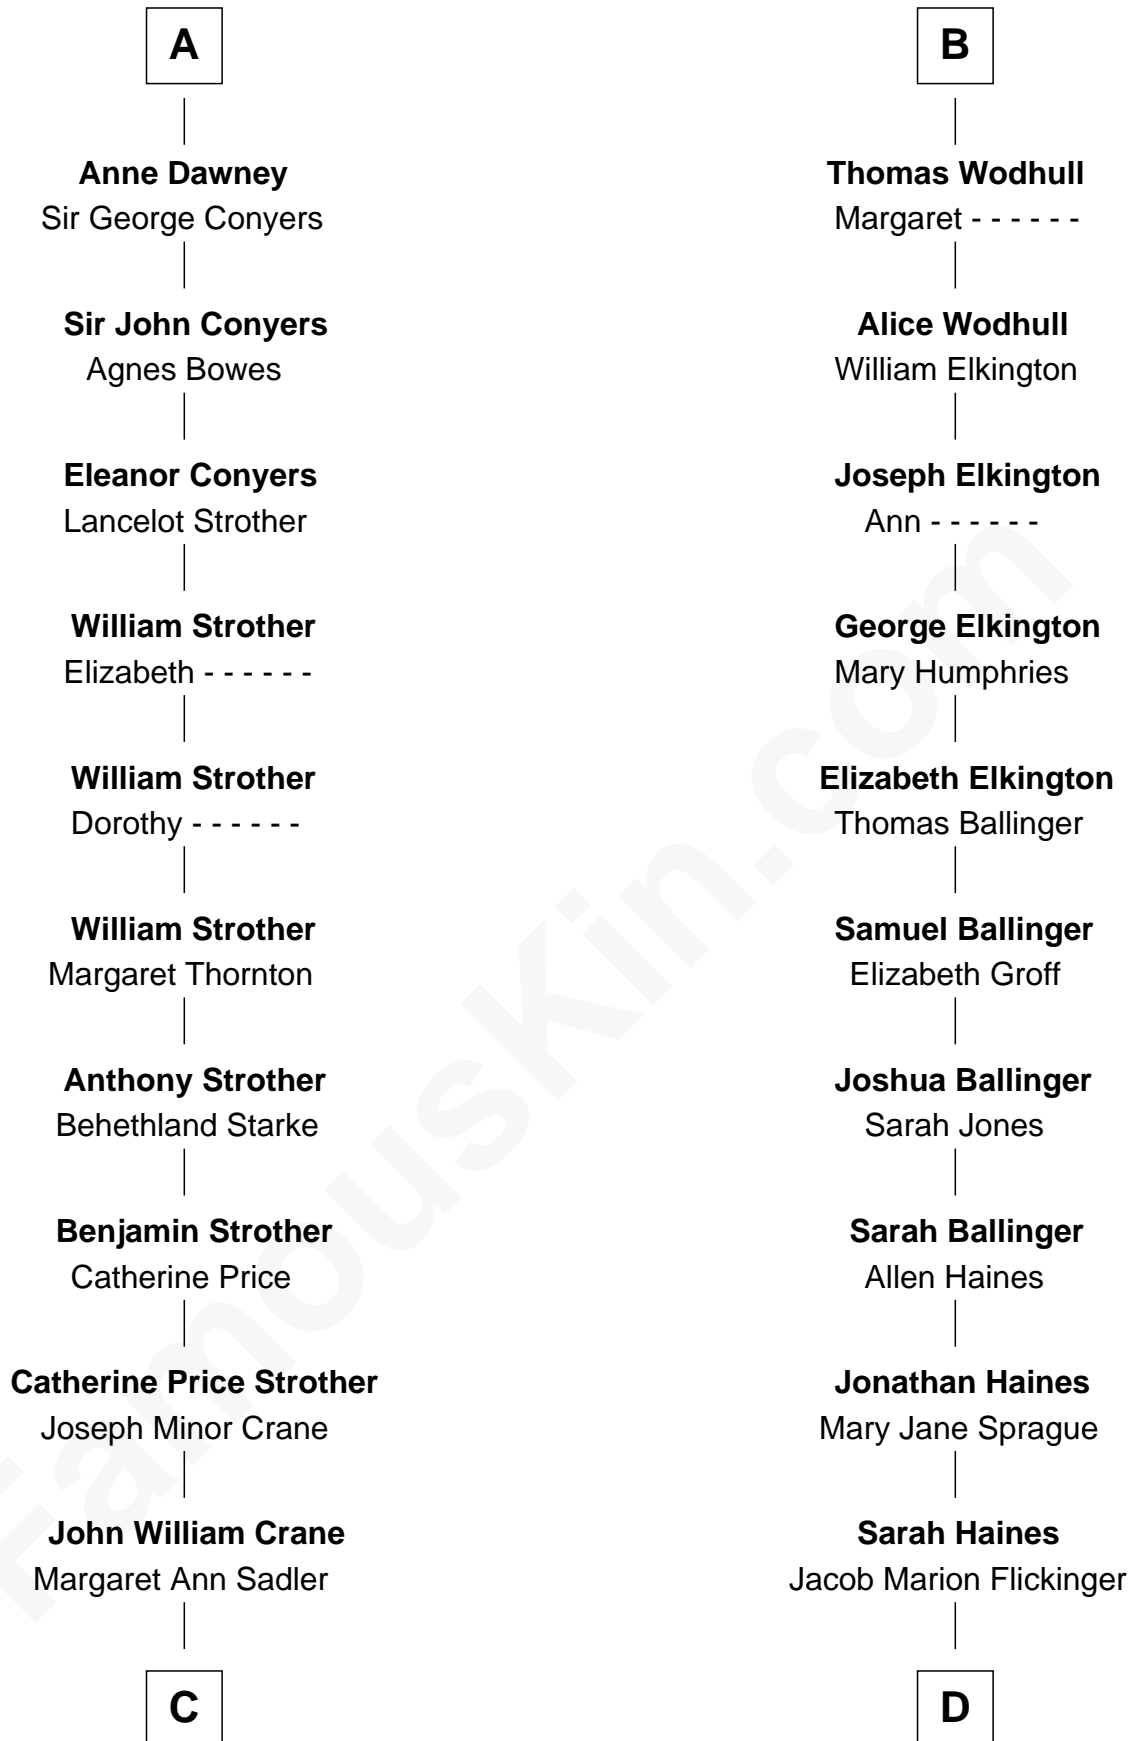 A
Anne Dawney
Sir George Conyers
Sir John Conyers
Agnes Bowes
Eleanor Conyers
Lancelot Strother
William Strother
Elizabeth - - - - - -
William Strother
Dorothy - - - - - -
William Strother
Margaret Thornton
Anthony Strother
Behethland Starke
Benjamin Strother
Catherine Price
Catherine Price Strother
Joseph Minor Crane
John William Crane
Margaret Ann Sadler
C
B
Thomas Wodhull
Margaret - - - - - -
Alice Wodhull
William Elkington
Joseph Elkington
Ann - - - - - -
George Elkington
Mary Humphries
Elizabeth Elkington
Thomas Ballinger
Samuel Ballinger
Elizabeth Groff
Joshua Ballinger
Sarah Jones
Sarah Ballinger
Allen Haines
Jonathan Haines
Mary Jane Sprague
Sarah Haines
Jacob Marion Flickinger
D
FamousKin.com